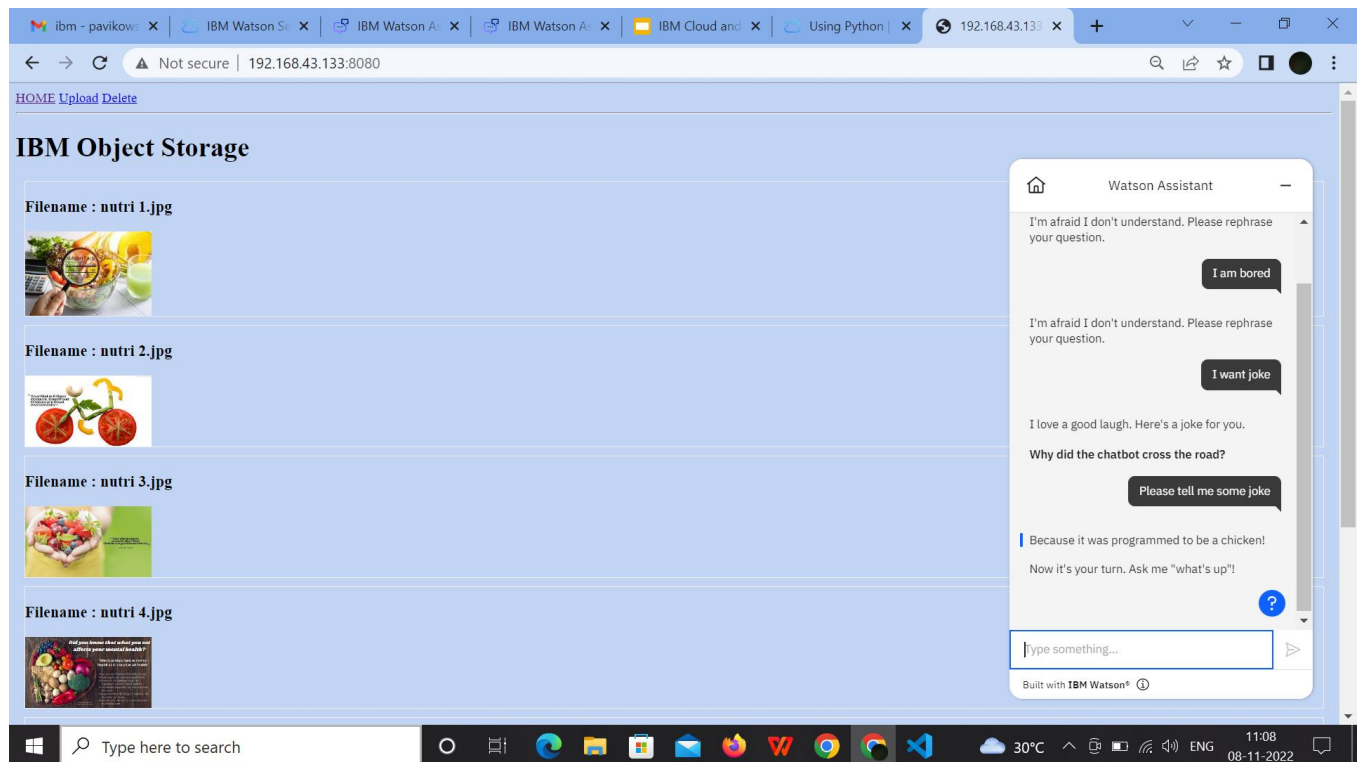 ibm - pavikows
IBM Watson Se
IBM Watson As
IBM Watson As
IBM Cloud and
Using Python |
192.168.43.133
Not secure | 192.168.43.133:8080
HOME Upload Delete
IBM Object Storage
Filename : nutri 1.jpg
Filename : nutri 2.jpg
Filename : nutri 3.jpg
Filename : nutri 4.jpg
Did you know that what you eat
affects your mental health?
Watson Assistant
I'm afraid I don't understand. Please rephrase
your question.
I am bored
I'm afraid I don't understand. Please rephrase
your question.
I want joke
I love a good laugh. Here's a joke for you.
Why did the chatbot cross the road?
Please tell me some joke
Because it was programmed to be a chicken!
Now it's your turn. Ask me "what's up"!
?
Type something...
Built with IBM Watson®
Type here to search
30°C
ENG
11:08
08-11-2022